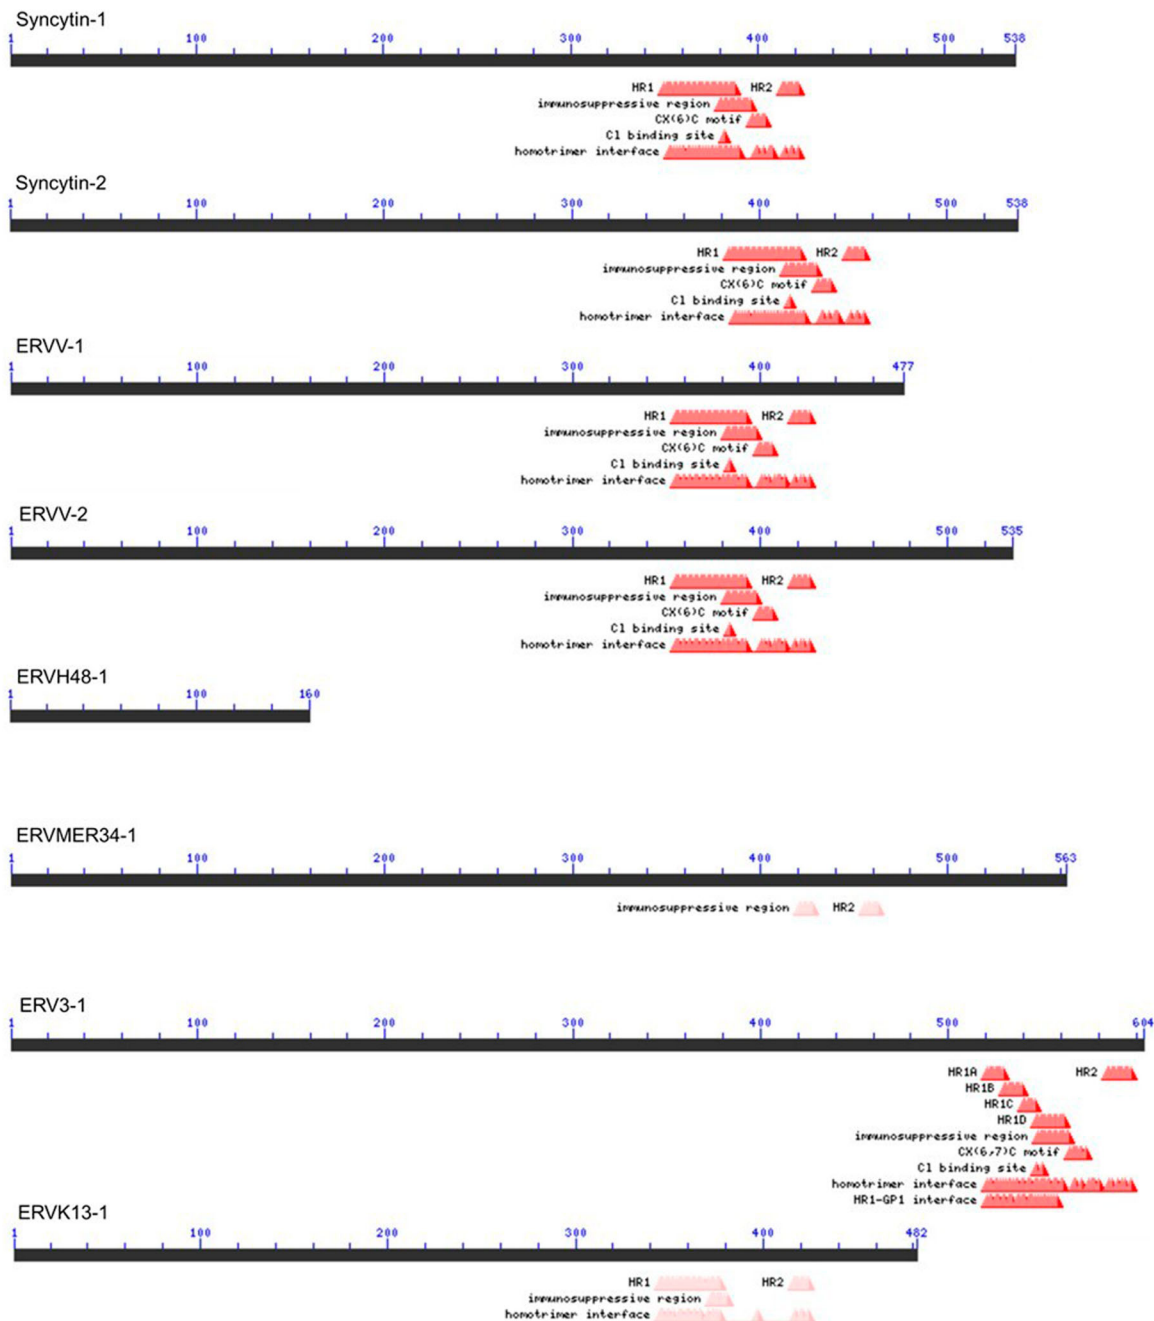 Syncytin-1
1 100 200 300 400 500 538
HR1 HR2
immunosuppressive region
CX(6)C motif
Cl binding site
homotrimer interface
Syncytin-2
1 100 200 300 400 500 538
HR1 HR2
immunosuppressive region
CX(6)C motif
Cl binding site
homotrimer interface
ERVV-1
1 100 200 300 400 477
HR1 HR2
immunosuppressive region
CX(6)C motif
Cl binding site
homotrimer interface
ERVV-2
1 100 200 300 400 500 535
HR1 HR2
immunosuppressive region
CX(6)C motif
Cl binding site
homotrimer interface
ERVH48-1
1 100 160
ERVMER34-1
1 100 200 300 400 500 563
immunosuppressive region HR2
ERV3-1
1 100 200 300 400 500 604
HR1A HR2
HR1B
HR1C
HR1D
immunosuppressive region
CX(6,7)C motif
Cl binding site
homotrimer interface
HR1-GP1 interface
ERVK13-1
1 100 200 300 400 482
HR1 HR2
immunosuppressive region
homotrimer interface